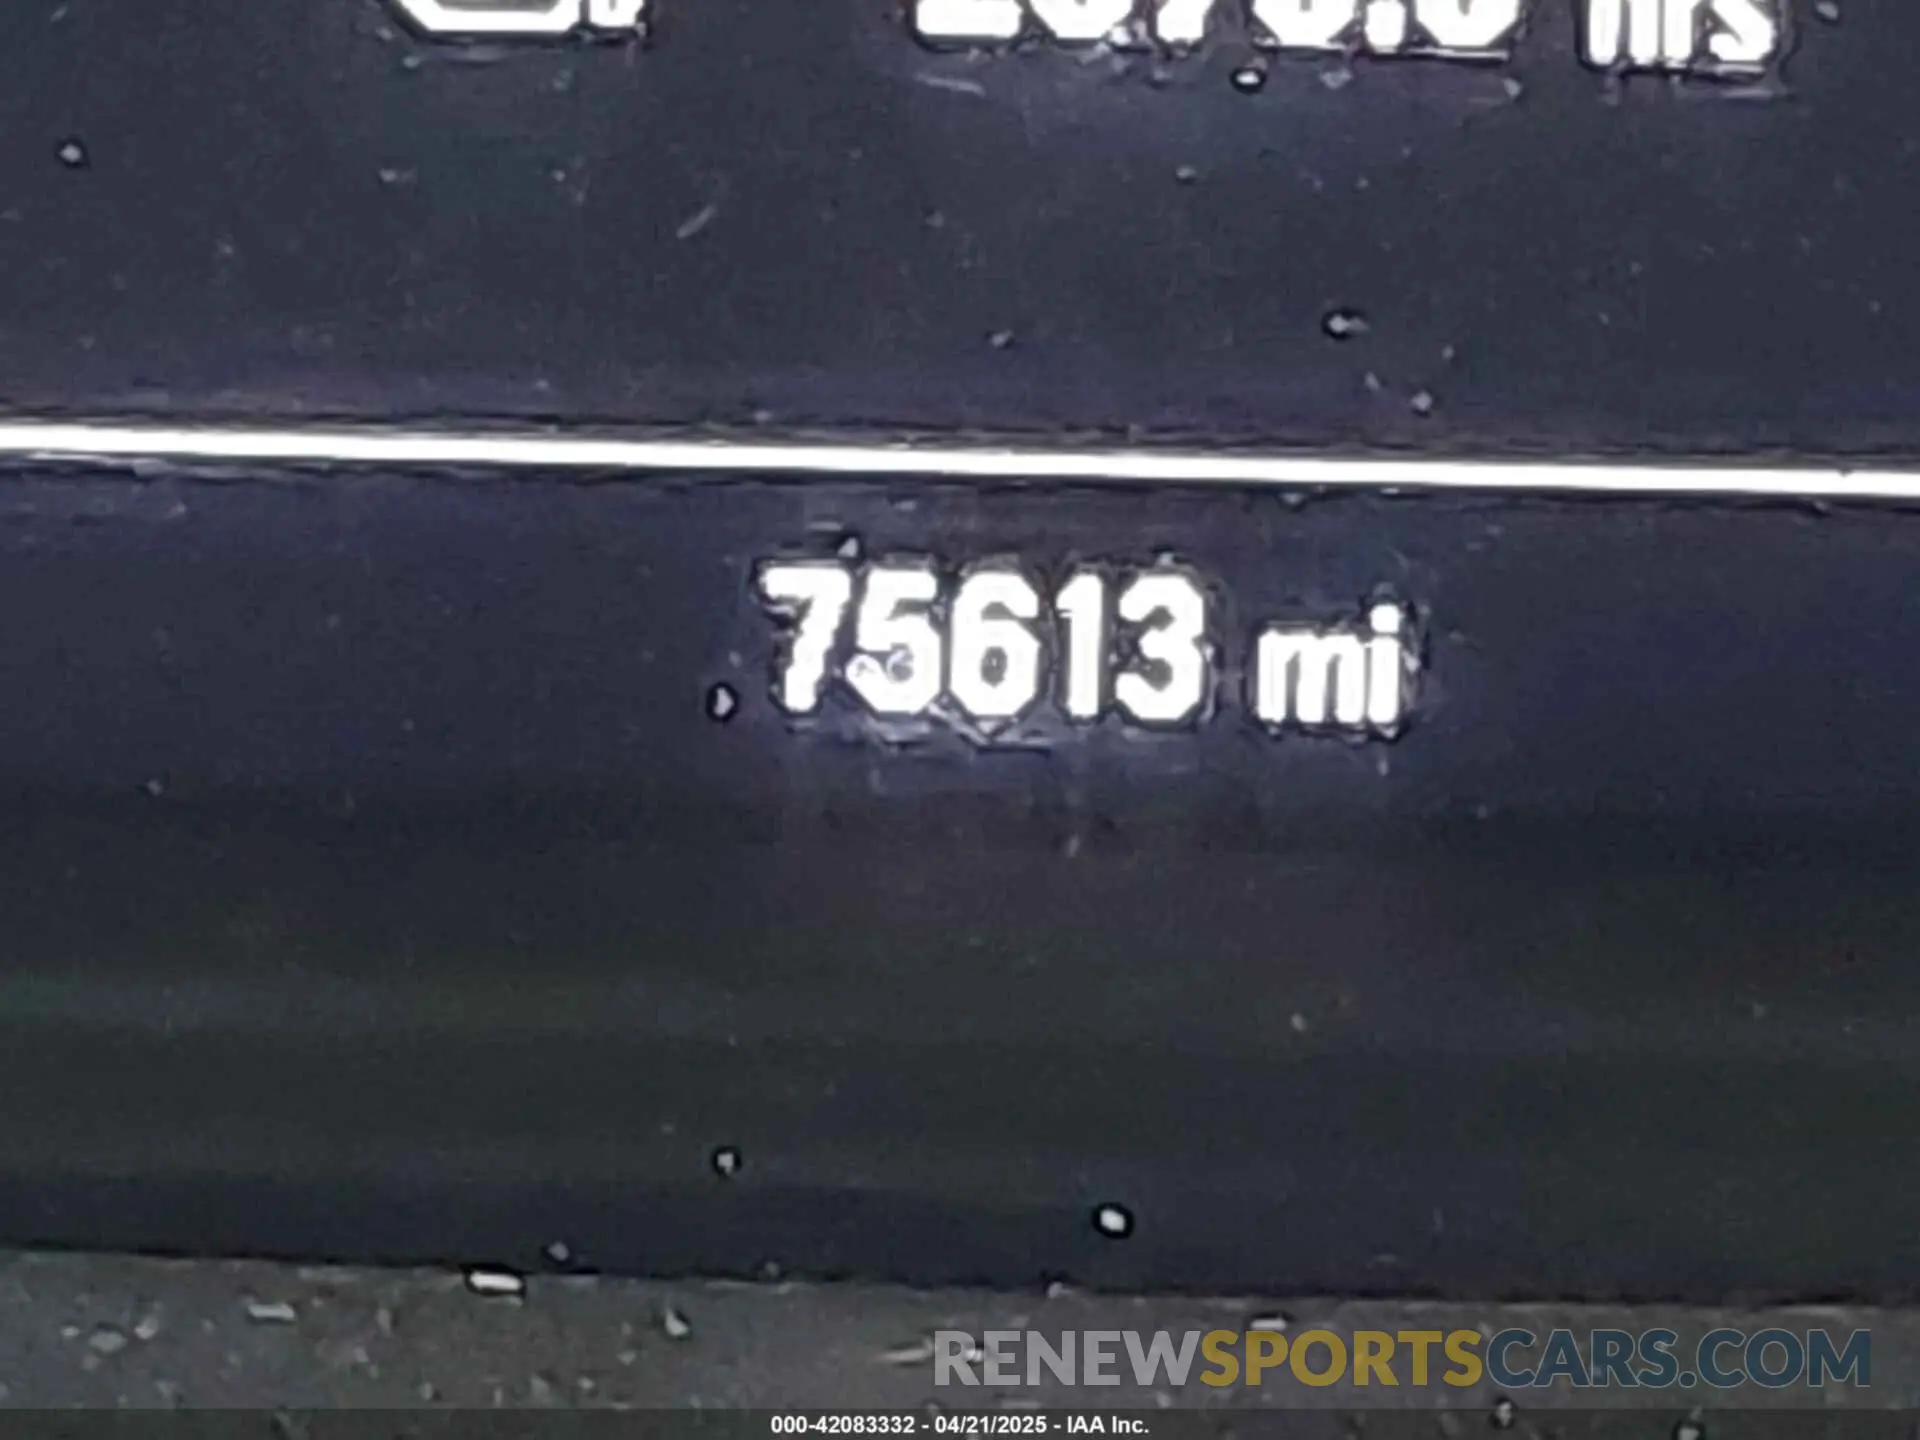 hrs
75613 mi
RENEWSPORTSCARS.COM
000-42083332 - 04/21/2025 - IAA Inc.